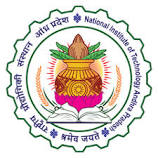 राष्ट्रीय प्रौद्योगिकी संस्थान आंध्र प्रदेश
National Institute of Technology Andhra Pradesh
श्रमेव जयते